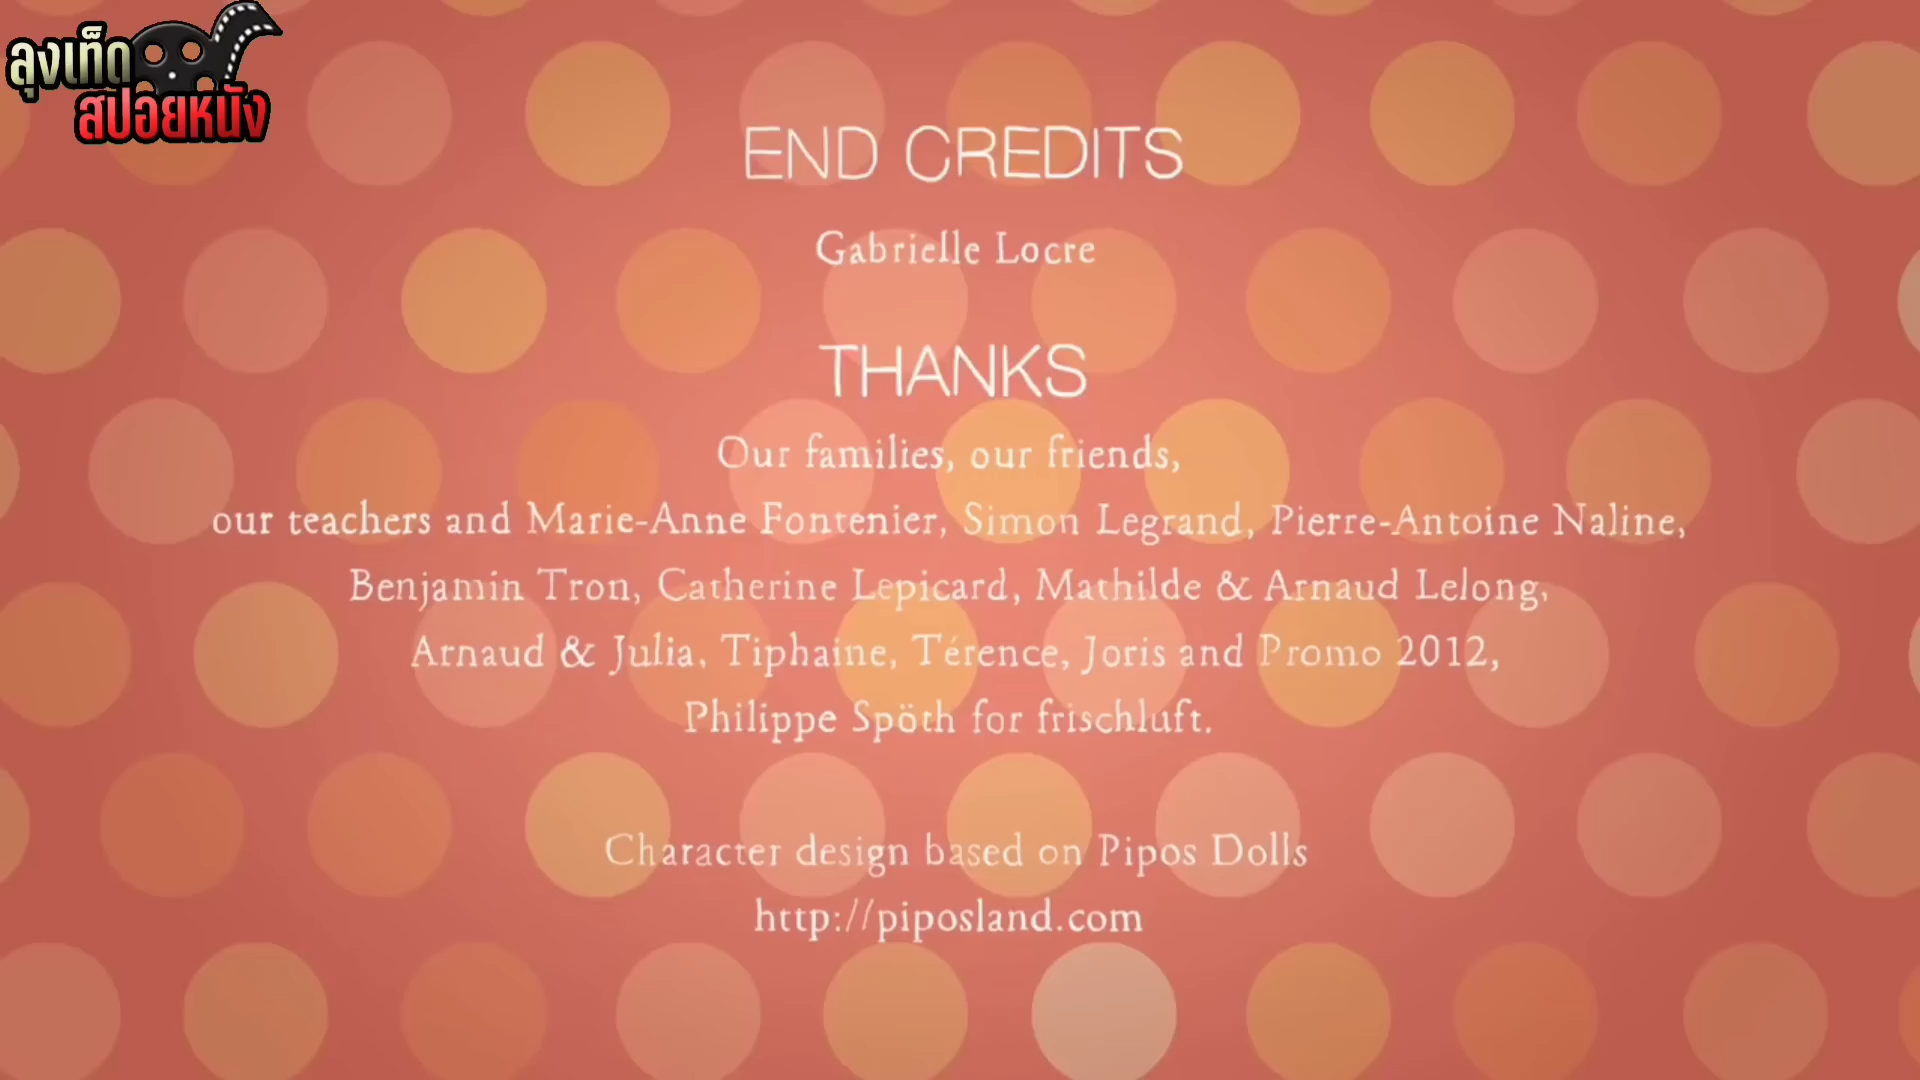 ลุงเท็ด
สปอยหนัง
END CREDITS
Gabrielle Locre
THANKS
Our families, our friends,
our teachers and Marie-Anne Fontenier, Simon Legrand, Pierre-Antoine Naline,
Benjamin Tron, Catherine Lepicard, Mathilde & Arnaud Lelong,
Arnaud & Julia, Tiphaine, Térence, Joris and Promo 2012,
Philippe Spöth for frischluft.
Character design based on Pipos Dolls
http://piposland.com